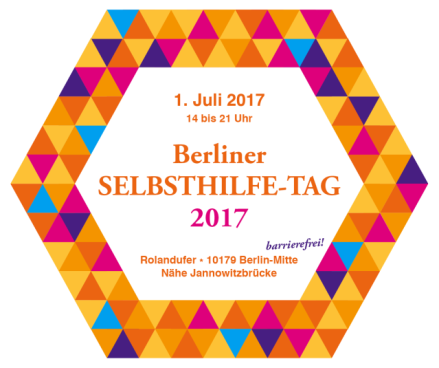 1. Juli 2017
14 bis 21 Uhr
Berliner
SELBSTHILFE-TAG
2017
barrierefrei!
Rolandufer • 10179 Berlin-Mitte
Nähe Jannowitzbrücke